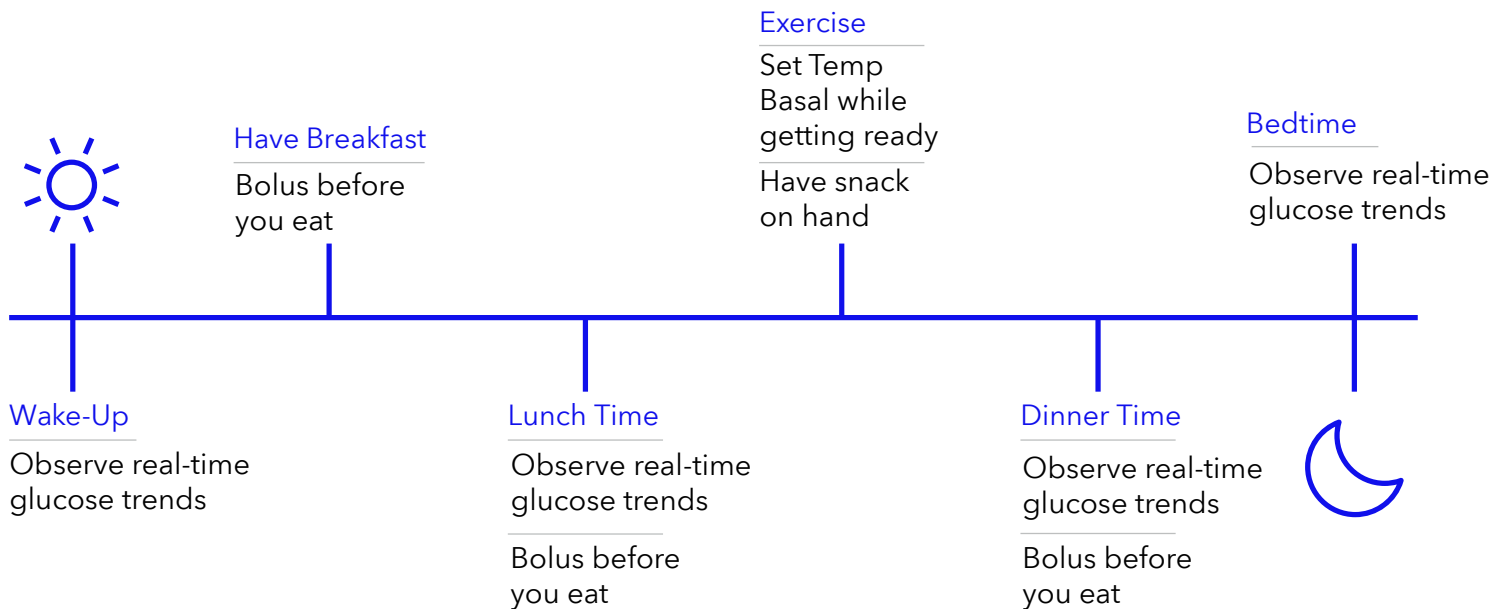 Wake-Up
Observe real-time
glucose trends
Have Breakfast
Bolus before
you eat
Lunch Time
Observe real-time
glucose trends
Bolus before
you eat
Exercise
Set Temp
Basal while
getting ready
Have snack
on hand
Dinner Time
Observe real-time
glucose trends
Bolus before
you eat
Bedtime
Observe real-time
glucose trends